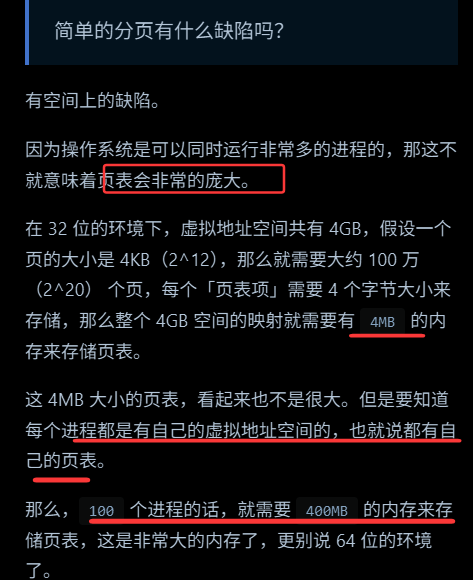 简单的分页有什么缺陷吗？
有空间上的缺陷。
因为操作系统是可以同时运行非常多的进程的，那这不
就意味着页表会非常的庞大。
在 32 位的环境下，虚拟地址空间共有 4GB，假设一个
页的大小是 4KB（2^12），那么就需要大约 100 万
（2^20） 个页，每个「页表项」需要 4 个字节大小来
存储，那么整个 4GB 空间的映射就需要有 4MB 的内
存来存储页表。
这 4MB 大小的页表，看起来也不是很大。但是要知道
每个进程都是有自己的虚拟地址空间的，也就说都有自
己的页表。
那么，100 个进程的话，就需要 400MB 的内存来存
储页表，这是非常大的内存了，更别说 64 位的环境
了。